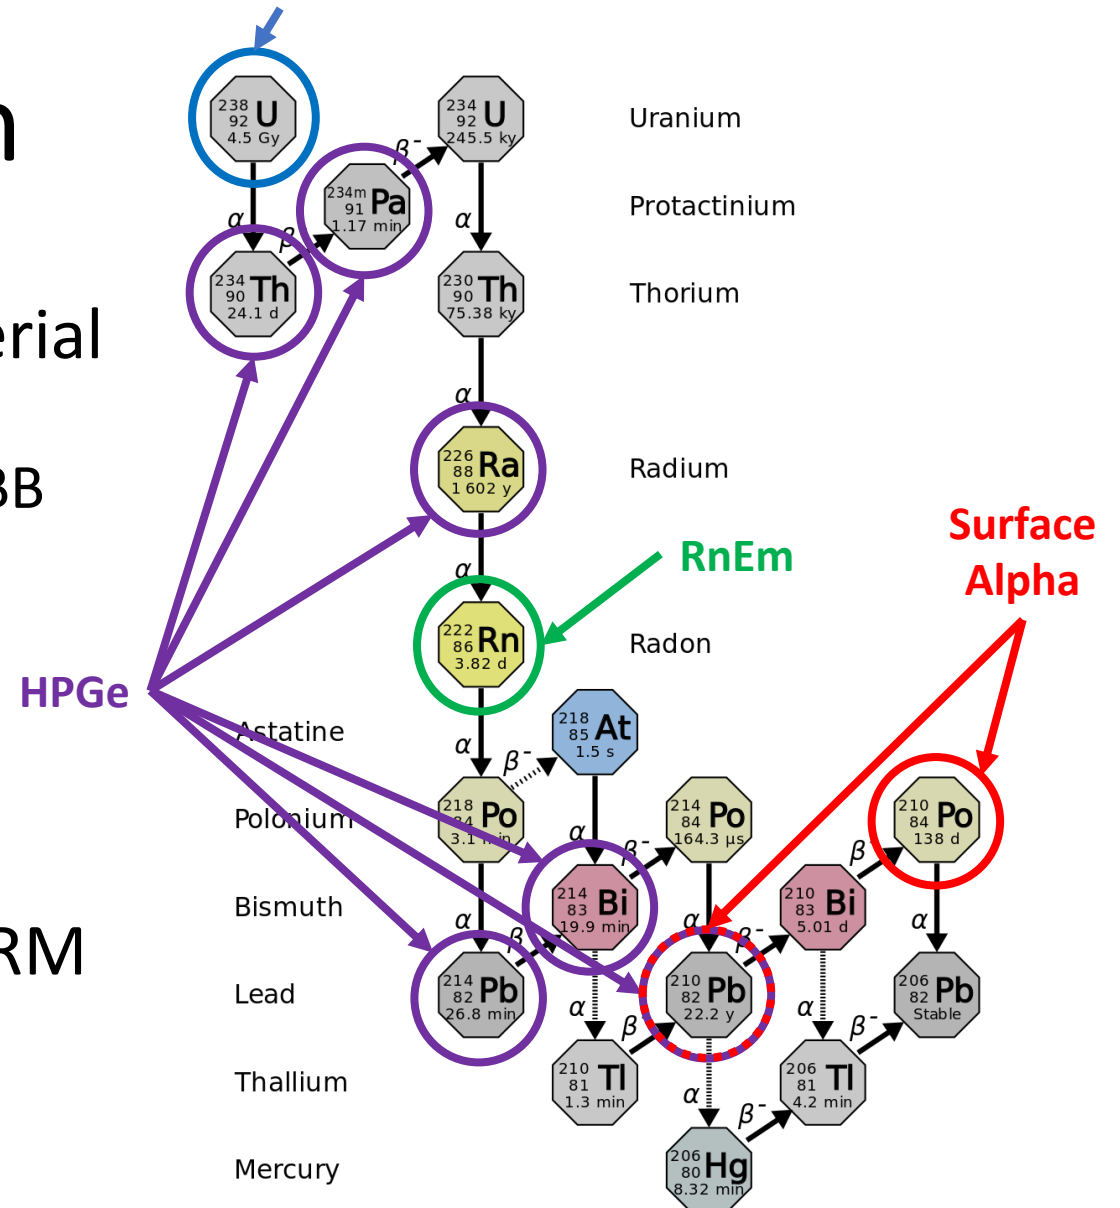 n
238
92 U
4.5 Gy
234
92 U
245.5 ky
Uranium
β-
234m
91 Pa
1.17 min
Protactinium
α
β
α
234
90 Th
24.1 d
230
90 Th
75.38 ky
Thorium
erial
α
226
88 Ra
1 602 y
Radium
BB
Surface
Alpha
RnEm
α
222
86 Rn
3.82 d
Radon
HPGe
Astatine
218
85 At
1.5 s
α
β-
Polonium
218
84 Po
3.1 min
214
84 Po
164.3 µs
210
84 Po
138 d
α
β-
β
Bismuth
214
83 Bi
19.9 min
210
83 Bi
5.01 d
α
β
α
β-
α
RM
Lead
214
82 Pb
26.8 min
210
82 Pb
22.2 y
206
82 Pb
Stable
α
β
α
β-
Thallium
210
81 Tl
1.3 min
206
81 Tl
4.2 min
α
β-
Mercury
206
80 Hg
8.32 min